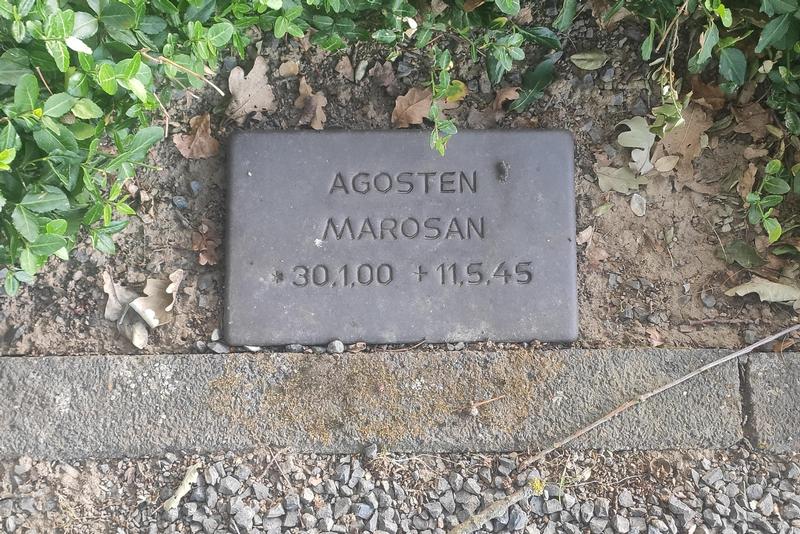 AGOSTEN
MAROSAN
* 30.1.00 † 11.5.45